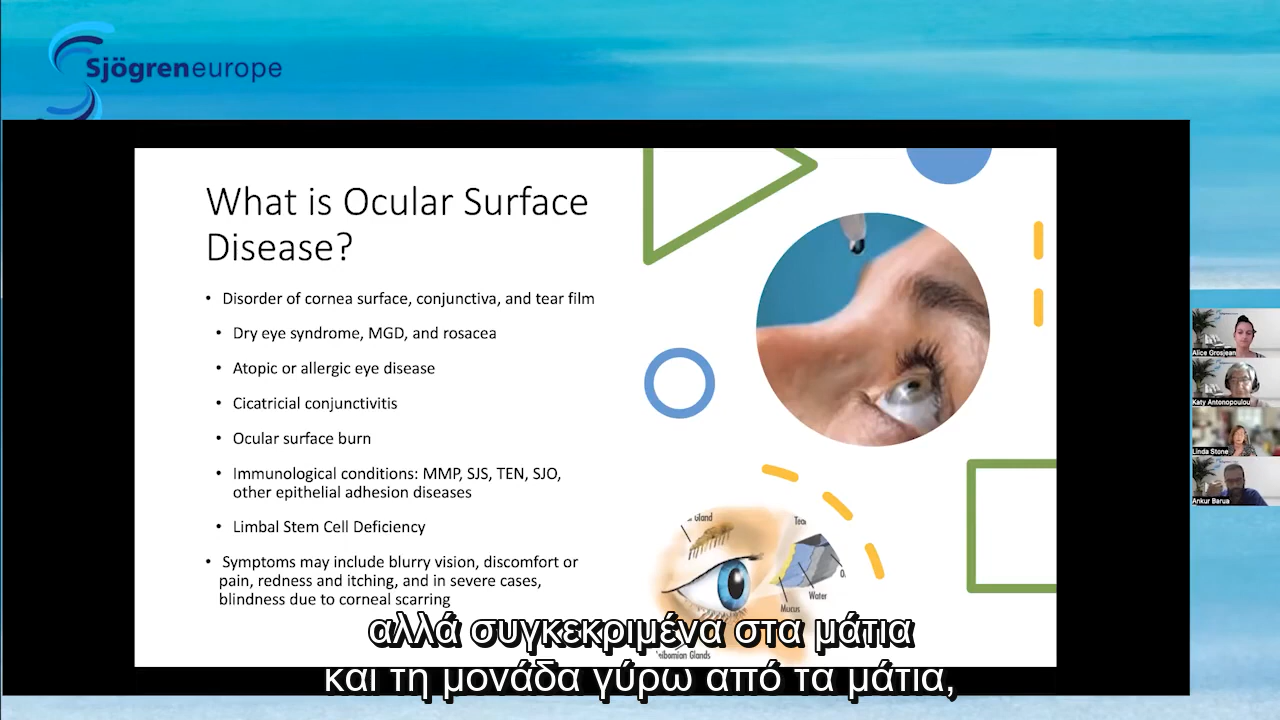 Sjögreneurope
What is Ocular Surface
Disease?
• Disorder of cornea surface, conjunctiva, and tear film
• Dry eye syndrome, MGD, and rosacea
• Atopic or allergic eye disease
• Cicatricial conjunctivitis
• Ocular surface burn
• Immunological conditions: MMP, SJS, TEN, SJO,
other epithelial adhesion diseases
• Limbal Stem Cell Deficiency
• Symptoms may include blurry vision, discomfort or
pain, redness and itching, and in severe cases,
blindness due to corneal scarring
Gland
Tea
O
Water
Mucus
eibomian Glands
Alice Grosjean
Katy Antonopoulou
Linda Stone
Ankur Barua
αλλά συγκεκριμένα στα μάτια
και τη μονάδα γύρω από τα μάτια,